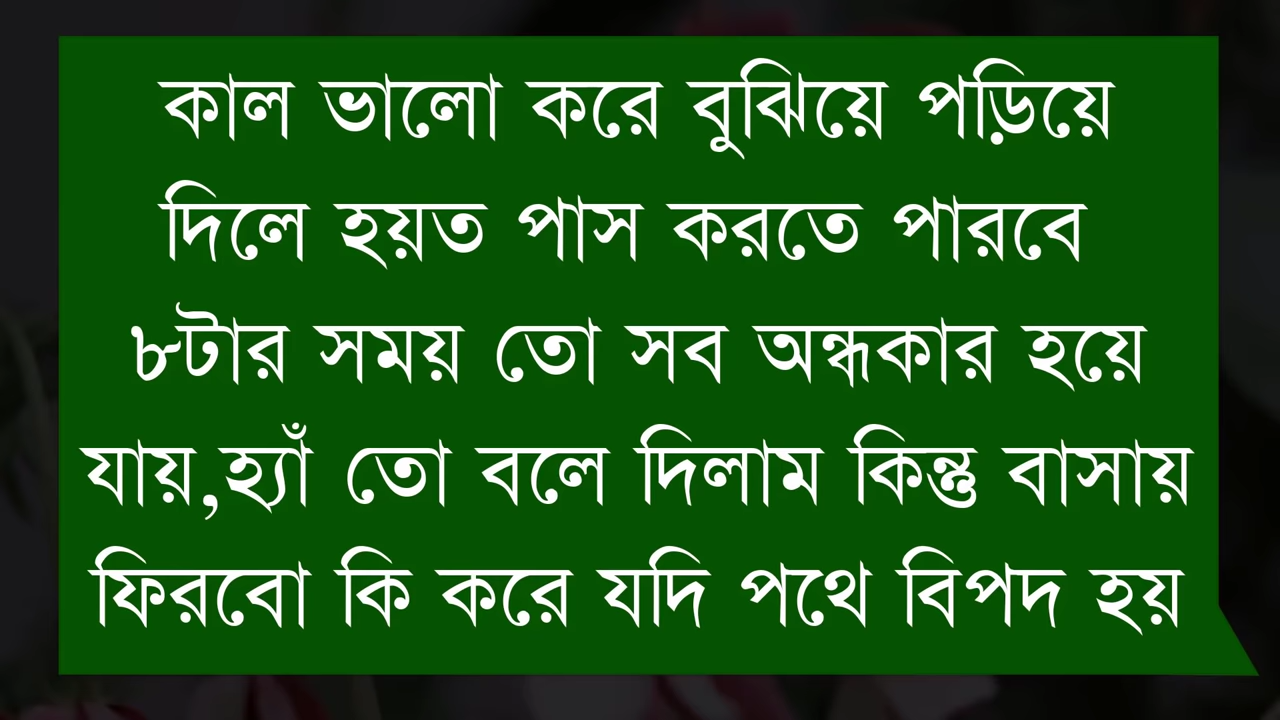 কাল ভালো করে বুঝিয়ে পড়িয়ে
দিলে হয়ত পাস করতে পারবে
৮টার সময় তো সব অন্ধকার হয়ে
যায়,হ্যাঁ তো বলে দিলাম কিন্তু বাসায়
ফিরবো কি করে যদি পথে বিপদ হয়